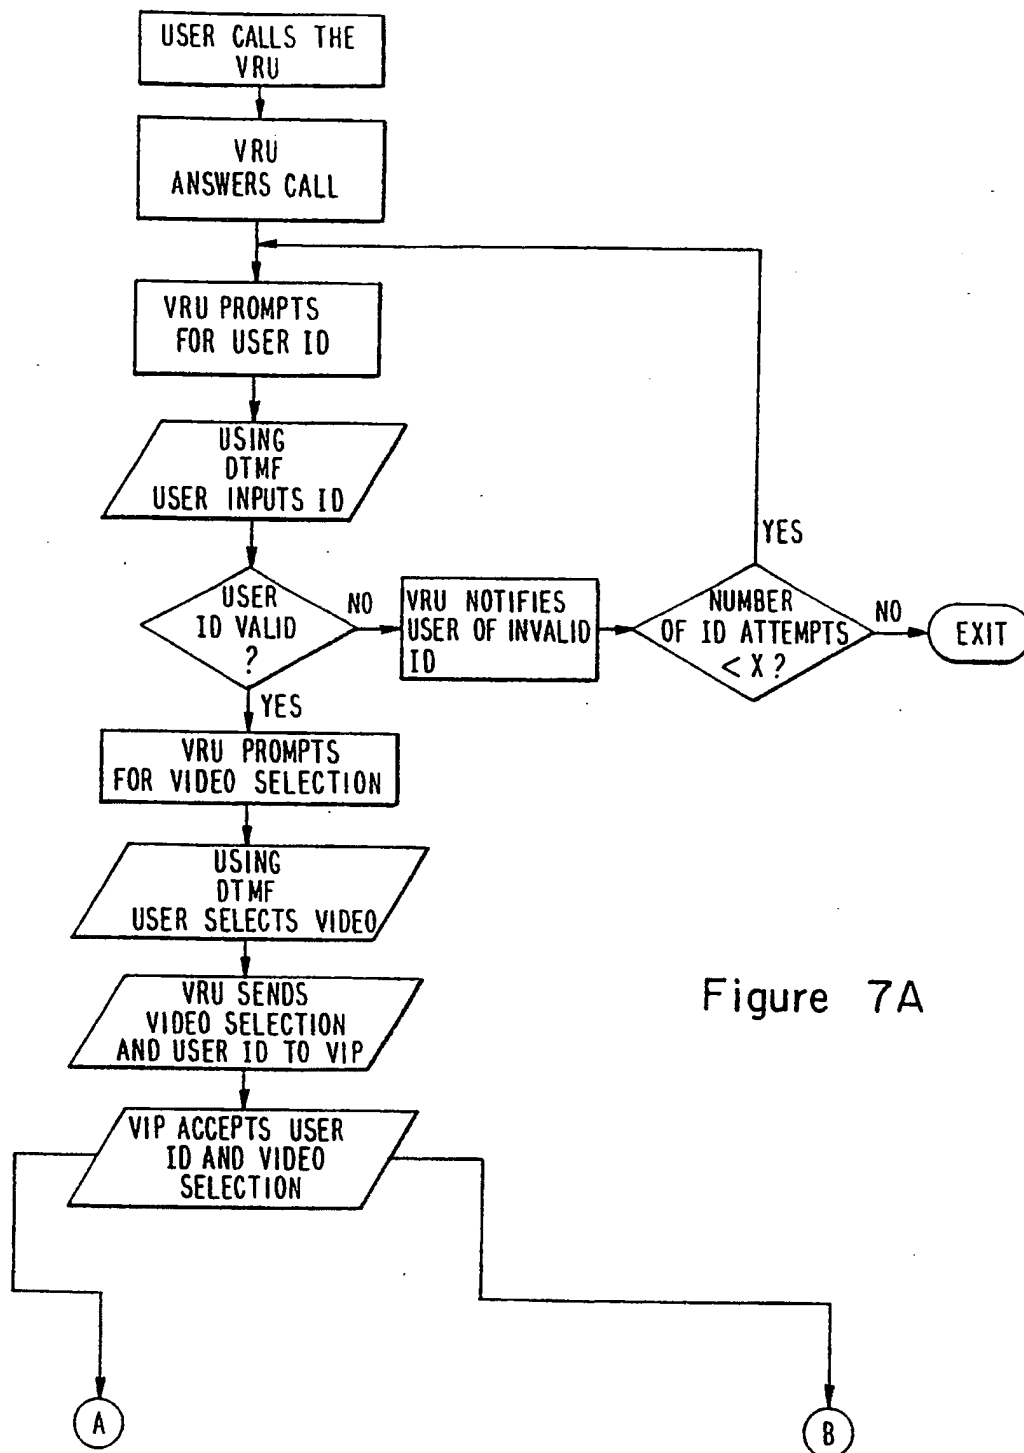 USER CALLS THE
VRU
VRU
ANSWERS CALL
VRU PROMPTS
FOR USER ID
USING
DTMF
USER INPUTS ID
USER
ID VALID
?
NO
VRU NOTIFIES
USER OF INVALID
ID
NUMBER
OF ID ATTEMPTS
< X ?
YES
NO
EXIT
YES
VRU PROMPTS
FOR VIDEO SELECTION
USING
DTMF
USER SELECTS VIDEO
VRU SENDS
VIDEO SELECTION
AND USER ID TO VIP
VIP ACCEPTS USER
ID AND VIDEO
SELECTION
A
B
Figure 7A